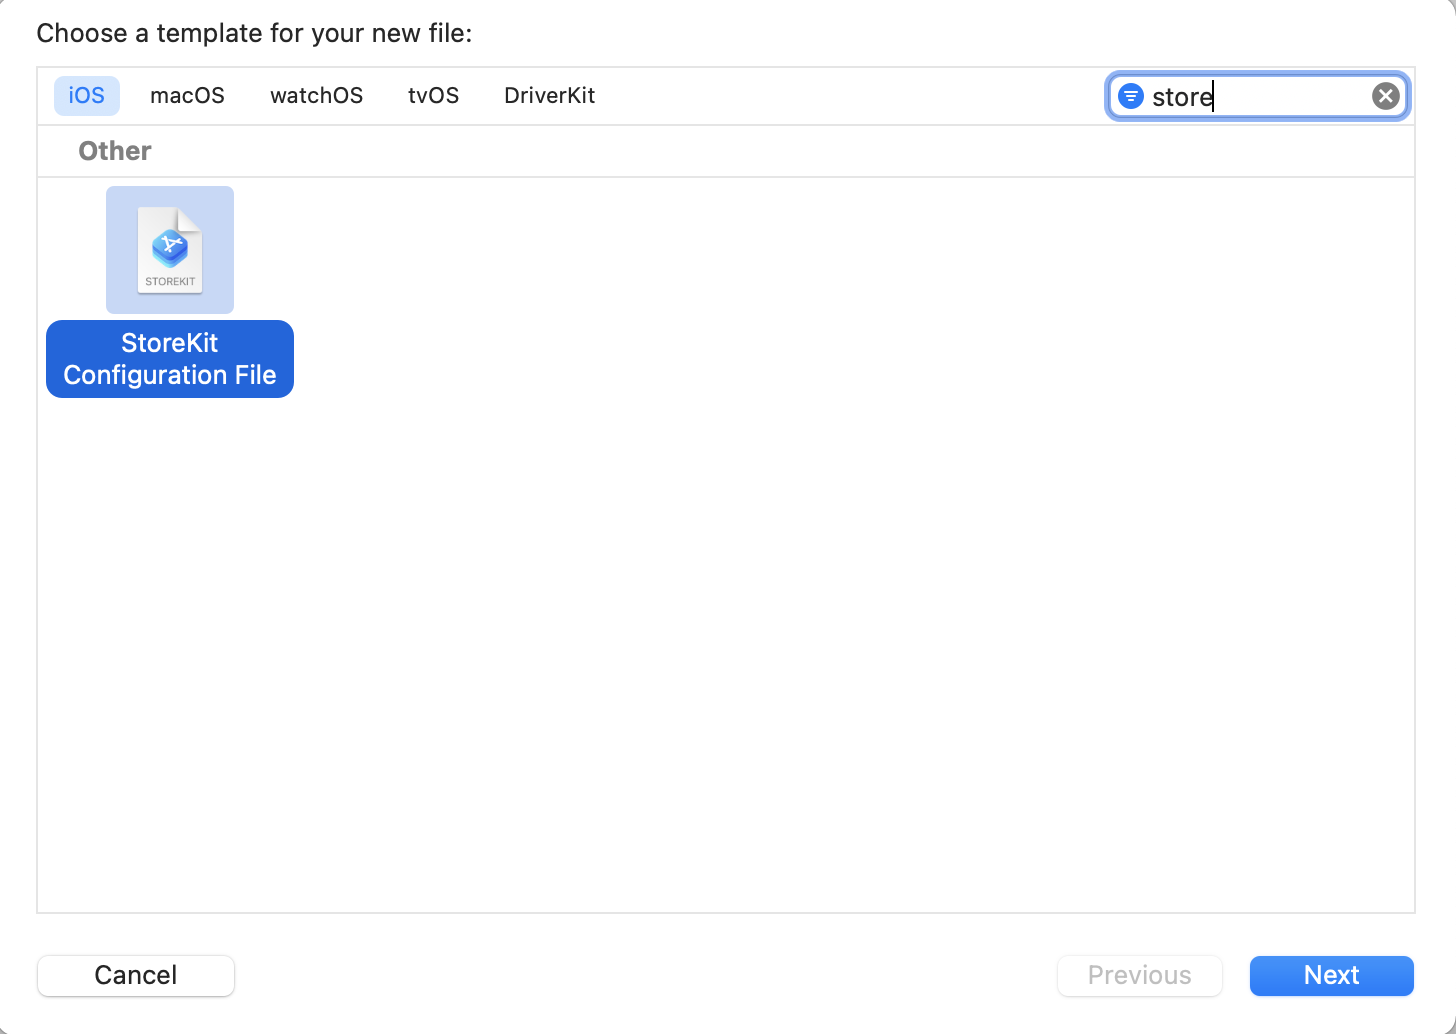 Choose a template for your new file:
iOS macOS watchOS tvOS DriverKit store
Other
STOREKIT
StoreKit
Configuration File
Cancel Previous Next